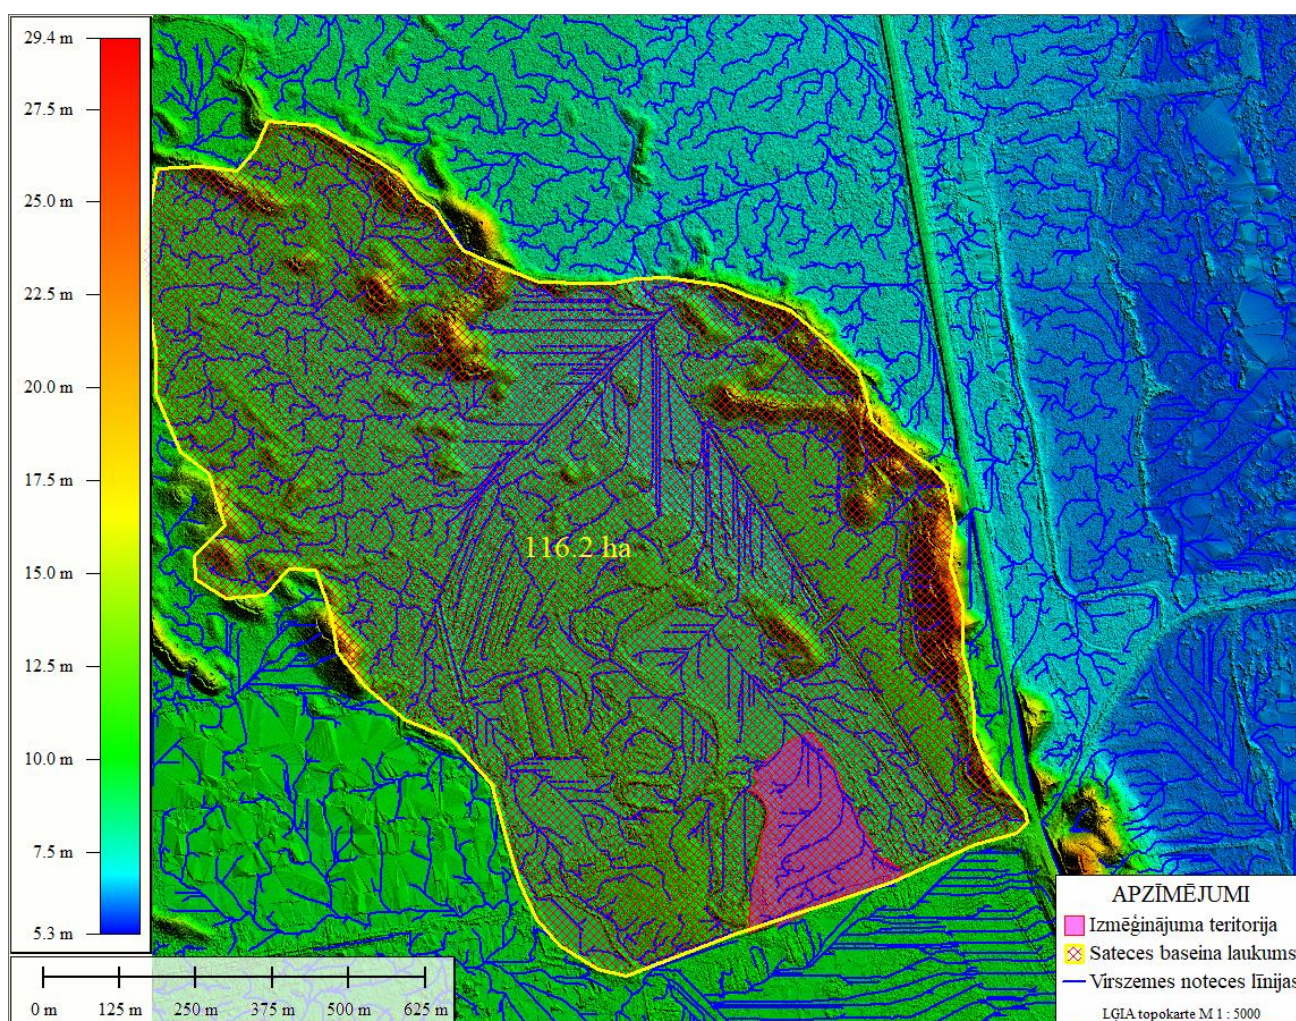 29.4 m
27.5 m
25.0 m
22.5 m
20.0 m
17.5 m
15.0 m
12.5 m
10.0 m
7.5 m
5.3 m
116.2 ha
0 m 125 m 250 m 375 m 500 m 625 m
APZĪMĒJUMI
Izmēģinājuma teritorija
Sateces baseina laukums
Virszemes noteces līnijas
LĢIA topokarte M 1 : 5000